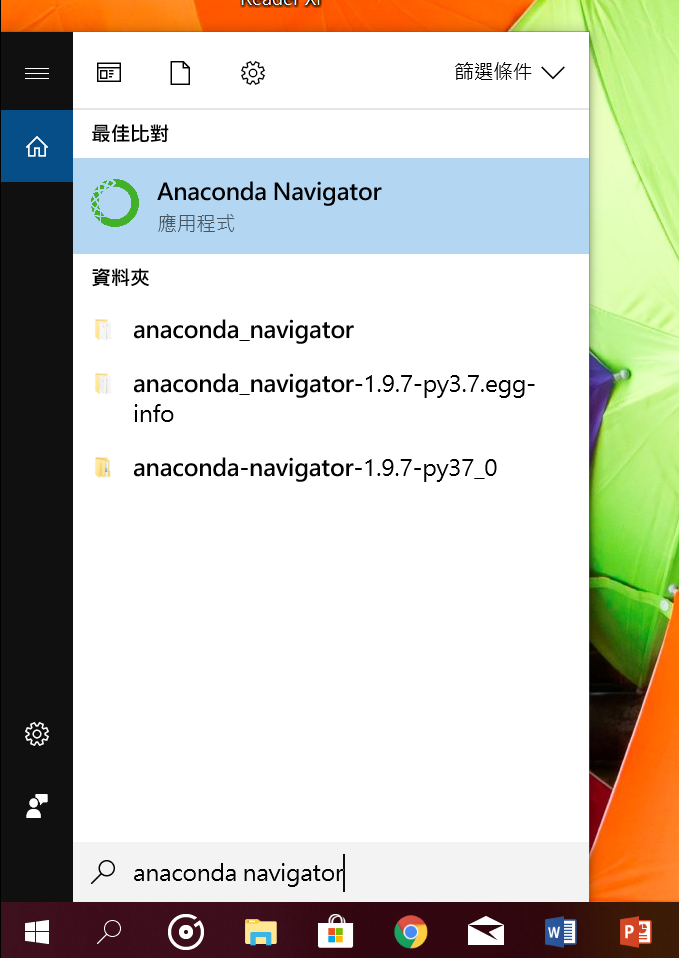 Reader XI
篩選條件
最佳比對
Anaconda Navigator
應用程式
資料夾
anaconda_navigator
anaconda_navigator-1.9.7-py3.7.egg-
info
anaconda-navigator-1.9.7-py37_0
anaconda navigator